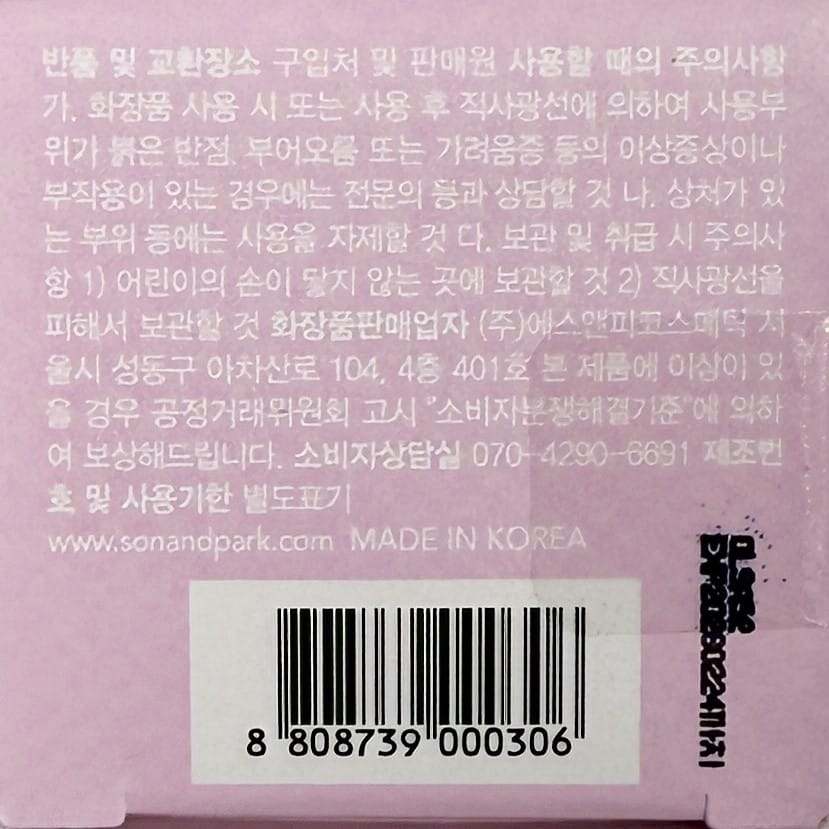 반품 및 교환장소 구입처 및 판매원 사용할 때의 주의사항
가. 화장품 사용 시 또는 사용 후 직사광선에 의하여 사용부
위가 붉은 반점, 부어오름 또는 가려움증 등의 이상증상이나
부작용이 있는 경우에는 전문의 등과 상담할 것 나. 상처가 있
는 부위 등에는 사용을 자제할 것 다. 보관 및 취급 시 주의사
항 1) 어린이의 손이 닿지 않는 곳에 보관할 것 2) 직사광선을
피해서 보관할 것 화장품판매업자 (주)에스앤피코스메틱 서
울시 성동구 아차산로 104, 4층 401호 본 제품에 이상이 있
을 경우 공정거래위원회 고시 "소비자분쟁해결기준"에 의하
여 보상해드립니다. 소비자상담실 070-4290-6691 제조번
호 및 사용기한 별도표기
www.sonandpark.com MADE IN KOREA
8 808739 000306